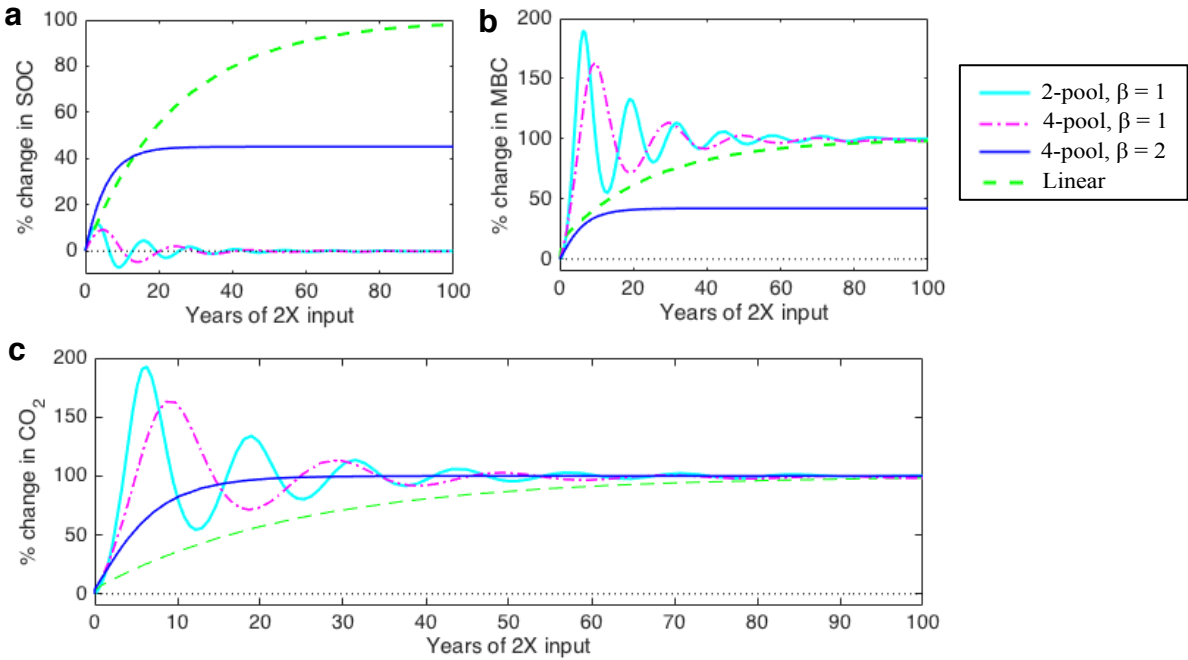 a
% change in SOC
100
80
60
40
20
0
0 20 40 60 80 100
Years of 2X input
b
% change in MBC
200
150
100
50
0
0 20 40 60 80 100
Years of 2X input
2-pool, β = 1
4-pool, β = 1
4-pool, β = 2
Linear
c
% change in CO2
200
150
100
50
0
0 10 20 30 40 50 60 70 80 90 100
Years of 2X input